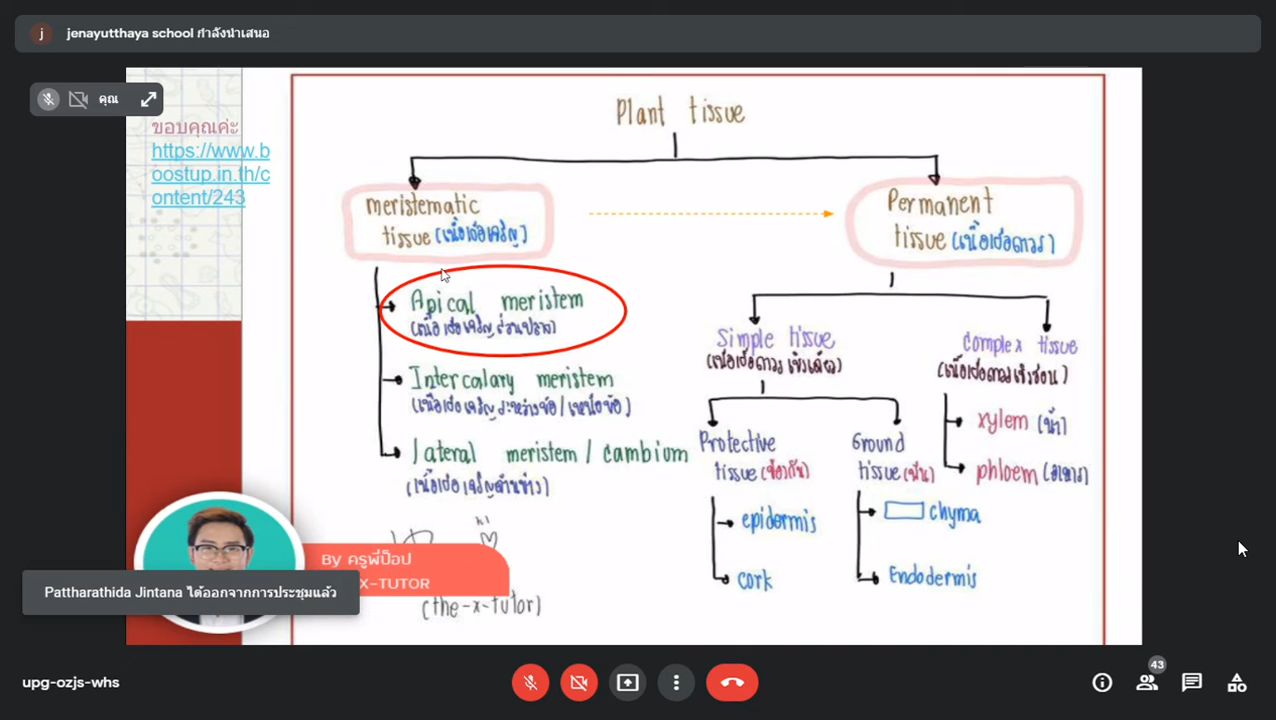 j jenayutthaya school กำลังนำเสนอ
คุณ
ขอบคุณค่ะ
https://www.b
oostup.in.th/c
ontent/243
Plant tissue
meristematic
tissue (เนื้อเยื่อเจริญ)
Permanent
tissue (เนื้อเยื่อถาวร)
Apical meristem
(เนื้อเยื่อเจริญส่วนปลาย)
Intercalary meristem
(เนื้อเยื่อเจริญระหว่างข้อ/เหนือข้อ)
lateral meristem / cambium
(เนื้อเยื่อเจริญด้านข้าง)
Simple tissue
(เนื้อเยื่อถาวรเชิงเดี่ยว)
Complex tissue
(เนื้อเยื่อถาวรเชิงซ้อน)
xylem (น้ำ)
phloem (อาหาร)
Protective
tissue (ป้องกัน)
epidermis
cork
Ground
tissue (พื้น)
chyma
Endodermis
By ครูพี่ป็อป
X-TUTOR
(the-x-tutor)
Pattharathida Jintana ได้ออกจากการประชุมแล้ว
upg-ozjs-whs
43